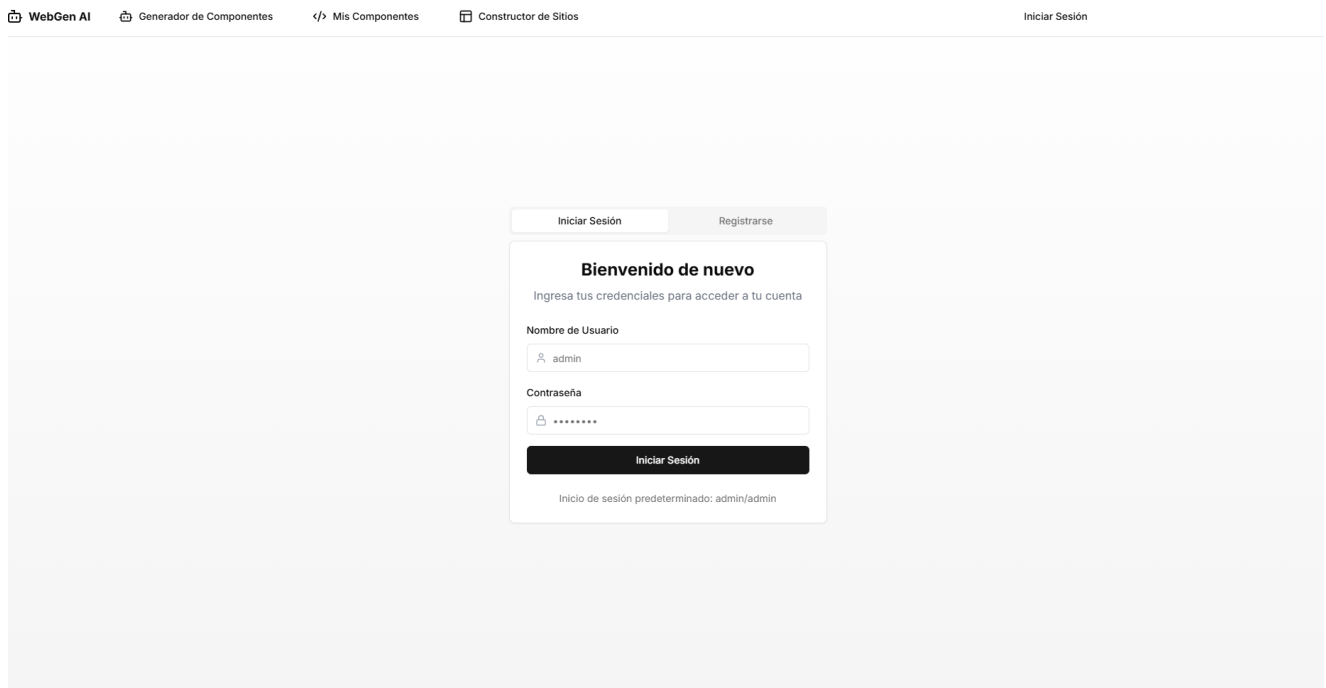 WebGen AI Generador de Componentes </> Mis Componentes Constructor de Sitios Iniciar Sesión
Iniciar Sesión Registrarse
Bienvenido de nuevo
Ingresa tus credenciales para acceder a tu cuenta
Nombre de Usuario
admin
Contraseña
••••••••
Iniciar Sesión
Inicio de sesión predeterminado: admin/admin